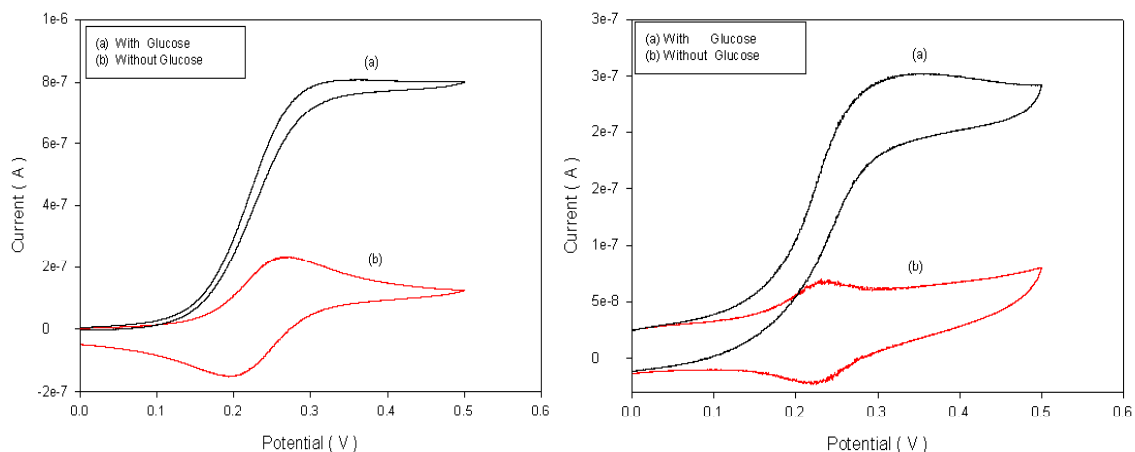 1e-6
(a) With Glucose
(b) Without Glucose
(a)
8e-7
6e-7
Current ( A )
4e-7
2e-7
(b)
0
-2e-7
0.0 0.1 0.2 0.3 0.4 0.5 0.6
Potential ( V )
3e-7
(a) With Glucose
(b) Without Glucose
(a)
3e-7
2e-7
Current ( A )
2e-7
1e-7
(b)
5e-8
0
0.0 0.1 0.2 0.3 0.4 0.5 0.6
Potential ( V )